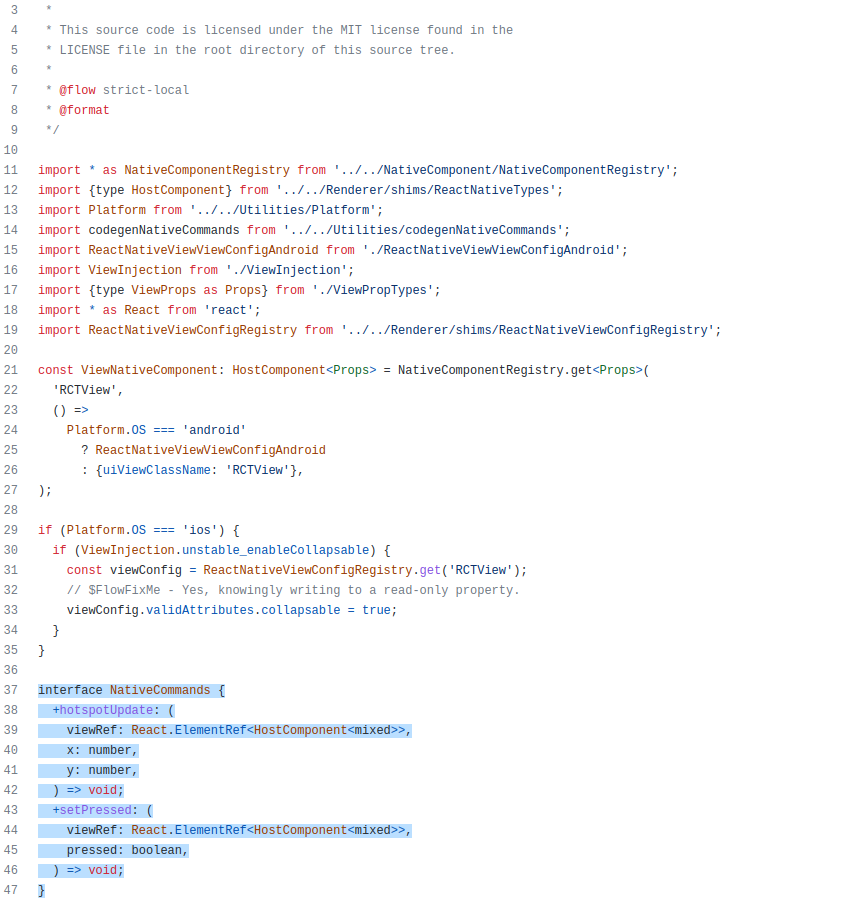 3  *
4  * This source code is licensed under the MIT license found in the
5  * LICENSE file in the root directory of this source tree.
6  *
7  * @flow strict-local
8  * @format
9  */
10
11 import * as NativeComponentRegistry from '../../NativeComponent/NativeComponentRegistry';
12 import {type HostComponent} from '../../Renderer/shims/ReactNativeTypes';
13 import Platform from '../../Utilities/Platform';
14 import codegenNativeCommands from '../../Utilities/codegenNativeCommands';
15 import ReactNativeViewViewConfigAndroid from './ReactNativeViewViewConfigAndroid';
16 import ViewInjection from './ViewInjection';
17 import {type ViewProps as Props} from './ViewPropTypes';
18 import * as React from 'react';
19 import ReactNativeViewConfigRegistry from '../../Renderer/shims/ReactNativeViewConfigRegistry';
20
21 const ViewNativeComponent: HostComponent<Props> = NativeComponentRegistry.get<Props>(
22   'RCTView',
23   () =>
24     Platform.OS === 'android'
25       ? ReactNativeViewViewConfigAndroid
26       : {uiViewClassName: 'RCTView'},
27 );
28
29 if (Platform.OS === 'ios') {
30   if (ViewInjection.unstable_enableCollapsable) {
31     const viewConfig = ReactNativeViewConfigRegistry.get('RCTView');
32     // $FlowFixMe - Yes, knowingly writing to a read-only property.
33     viewConfig.validAttributes.collapsable = true;
34   }
35 }
36
37 interface NativeCommands {
38   +hotspotUpdate: (
39     viewRef: React.ElementRef<HostComponent<mixed>>,
40     x: number,
41     y: number,
42   ) => void;
43   +setPressed: (
44     viewRef: React.ElementRef<HostComponent<mixed>>,
45     pressed: boolean,
46   ) => void;
47 }